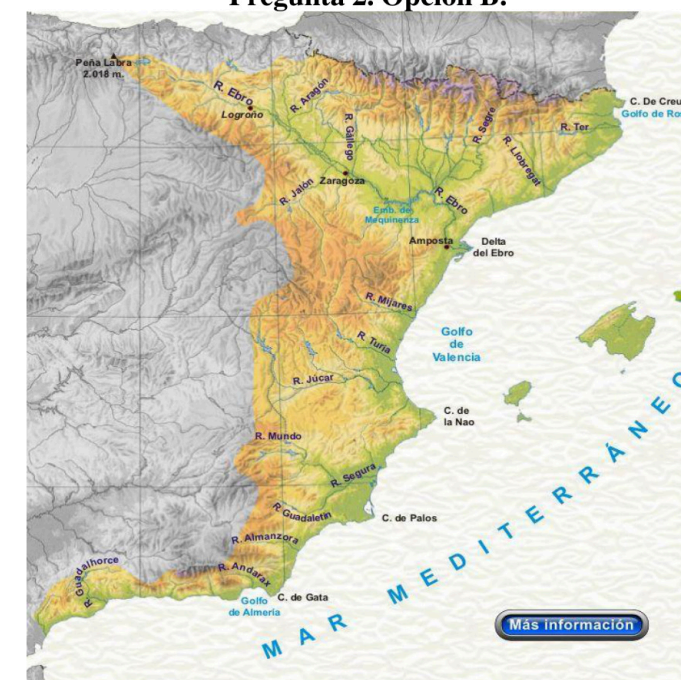 Pregunta 2. Opción B.
Peña Labra
2.018 m.
R. Ebro
Logroño
R. Aragón
R. Gállego
R. Segre
R. Llobregat
R. Ter
C. De Creu
Golfo de Ros
R. Jalón
Zaragoza
Emb. de
Mequinenza
R. Ebro
Amposta
Delta
del Ebro
R. Mijares
Golfo
de
Valencia
R. Turia
R. Júcar
C. de
la Nao
R. Mundo
R. Segura
R. Guadaletín
C. de Palos
R. Almanzora
R. Andarax
R. Guadalhorce
Golfo
de Almería
C. de Gata
MAR MEDITERRÁNEO
Más información